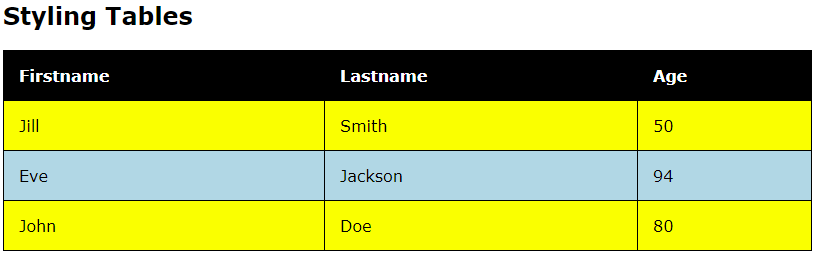 Styling Tables
Firstname Lastname Age
Jill Smith 50
Eve Jackson 94
John Doe 80